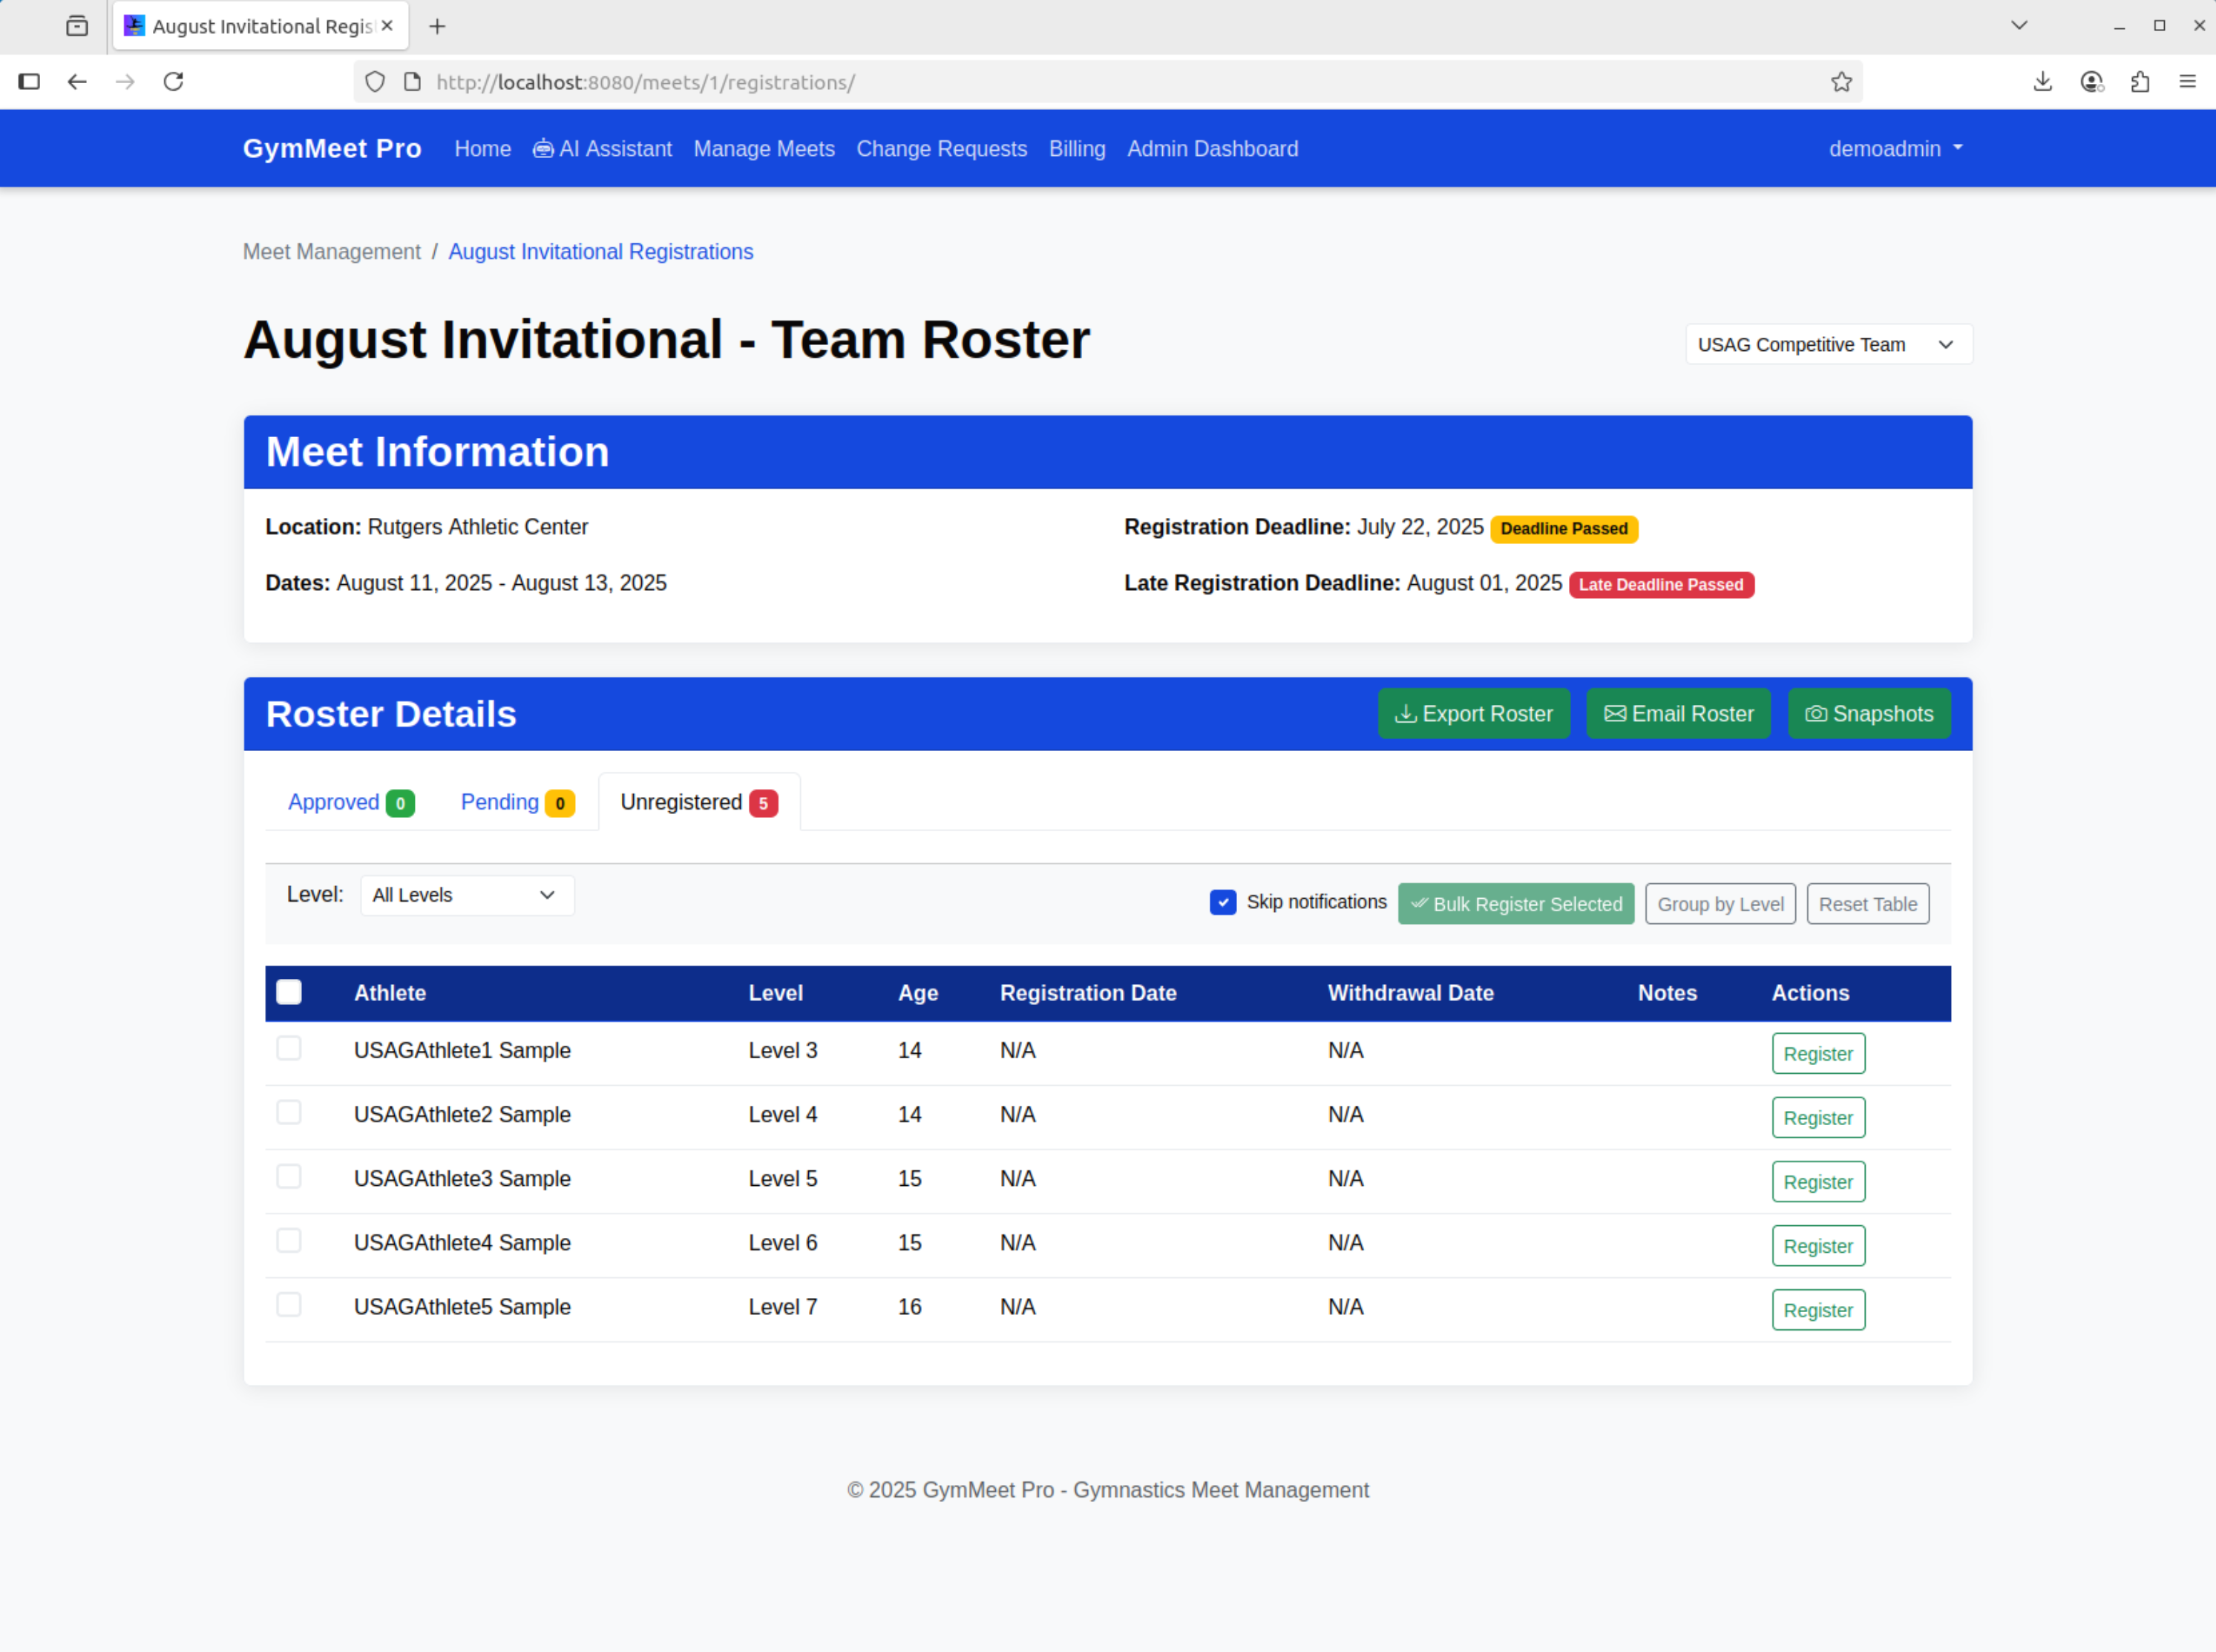 August Invitational Regis
http://localhost:8080/meets/1/registrations/
GymMeet Pro Home AI Assistant Manage Meets Change Requests Billing Admin Dashboard demoadmin
Meet Management / August Invitational Registrations
August Invitational - Team Roster USAG Competitive Team
Meet Information
Location: Rutgers Athletic Center Registration Deadline: July 22, 2025 Deadline Passed
Dates: August 11, 2025 - August 13, 2025 Late Registration Deadline: August 01, 2025 Late Deadline Passed
Roster Details Export Roster Email Roster Snapshots
Approved 0 Pending 0 Unregistered 5
Level: All Levels Skip notifications Bulk Register Selected Group by Level Reset Table
Athlete Level Age Registration Date Withdrawal Date Notes Actions
USAGAthlete1 Sample Level 3 14 N/A N/A Register
USAGAthlete2 Sample Level 4 14 N/A N/A Register
USAGAthlete3 Sample Level 5 15 N/A N/A Register
USAGAthlete4 Sample Level 6 15 N/A N/A Register
USAGAthlete5 Sample Level 7 16 N/A N/A Register
© 2025 GymMeet Pro - Gymnastics Meet Management